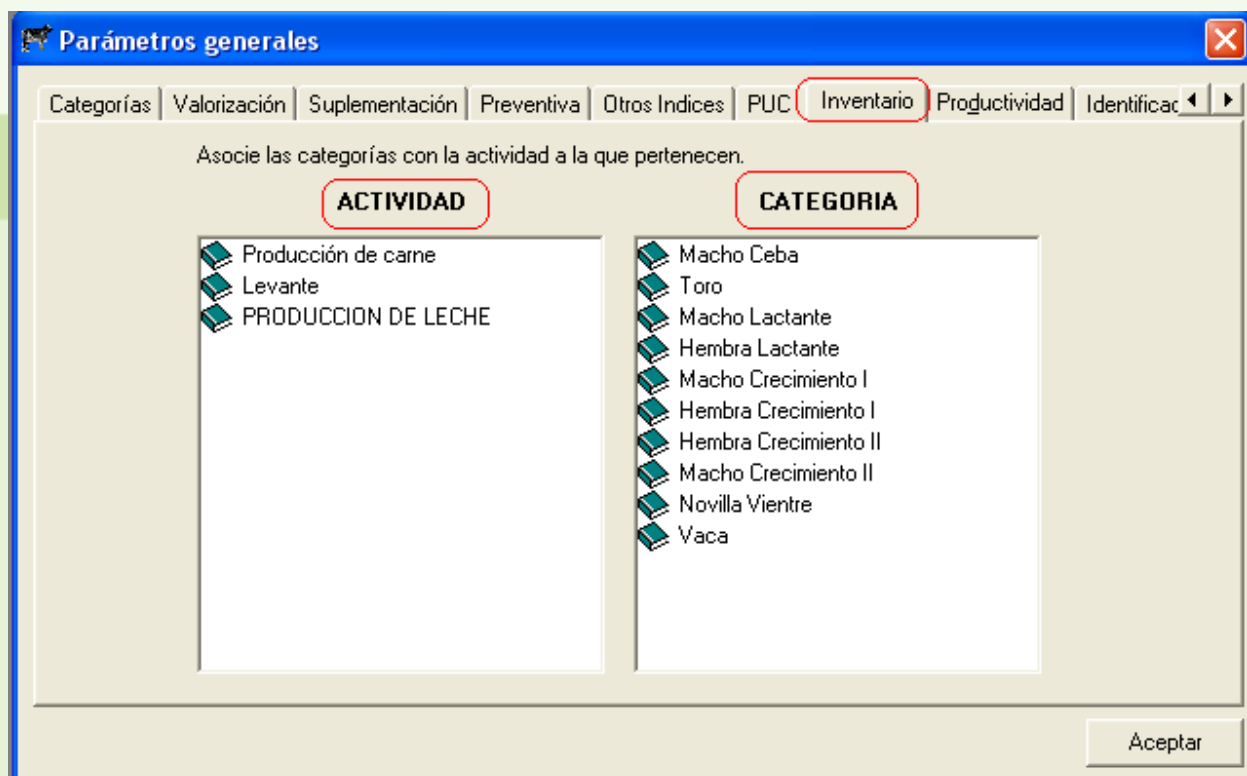 Parámetros generales
Categorías Valorización Suplementación Preventiva Otros Indices PUC Inventario Productividad Identificac
Asocie las categorías con la actividad a la que pertenecen.
ACTIVIDAD CATEGORIA
Producción de carne Macho Ceba
Levante Toro
PRODUCCION DE LECHE Macho Lactante
Hembra Lactante
Macho Crecimiento I
Hembra Crecimiento I
Hembra Crecimiento II
Macho Crecimiento II
Novilla Vientre
Vaca
Aceptar